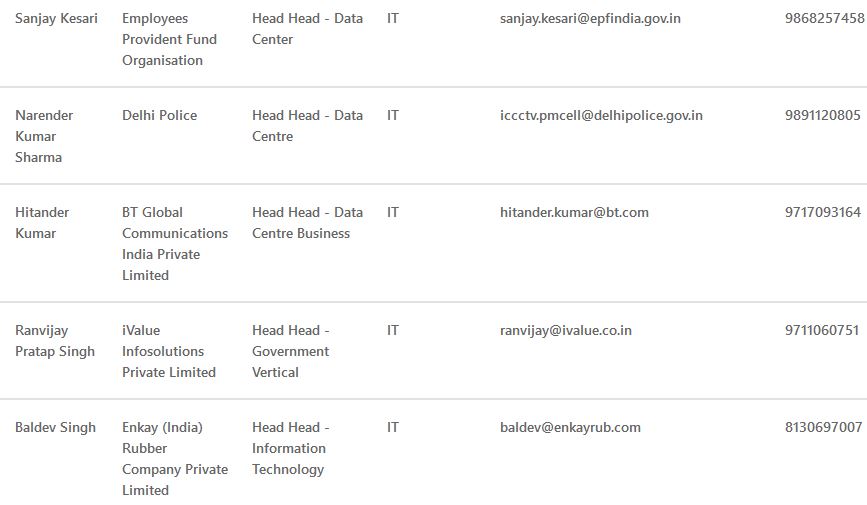 Sanjay Kesari Employees Head Head - Data IT sanjay.kesari@epfindia.gov.in 9868257458
Provident Fund Center
Organisation
Narender Delhi Police Head Head - Data IT iccctv.pmcell@delhipolice.gov.in 9891120805
Kumar Centre
Sharma
Hitander BT Global Head Head - Data IT hitander.kumar@bt.com 9717093164
Kumar Communications Centre Business
India Private
Limited
Ranvijay iValue Head Head - IT ranvijay@ivalue.co.in 9711060751
Pratap Singh Infosolutions Government
Private Limited Vertical
Baldev Singh Enkay (India) Head Head - IT baldev@enkayrub.com 8130697007
Rubber Information
Company Private Technology
Limited